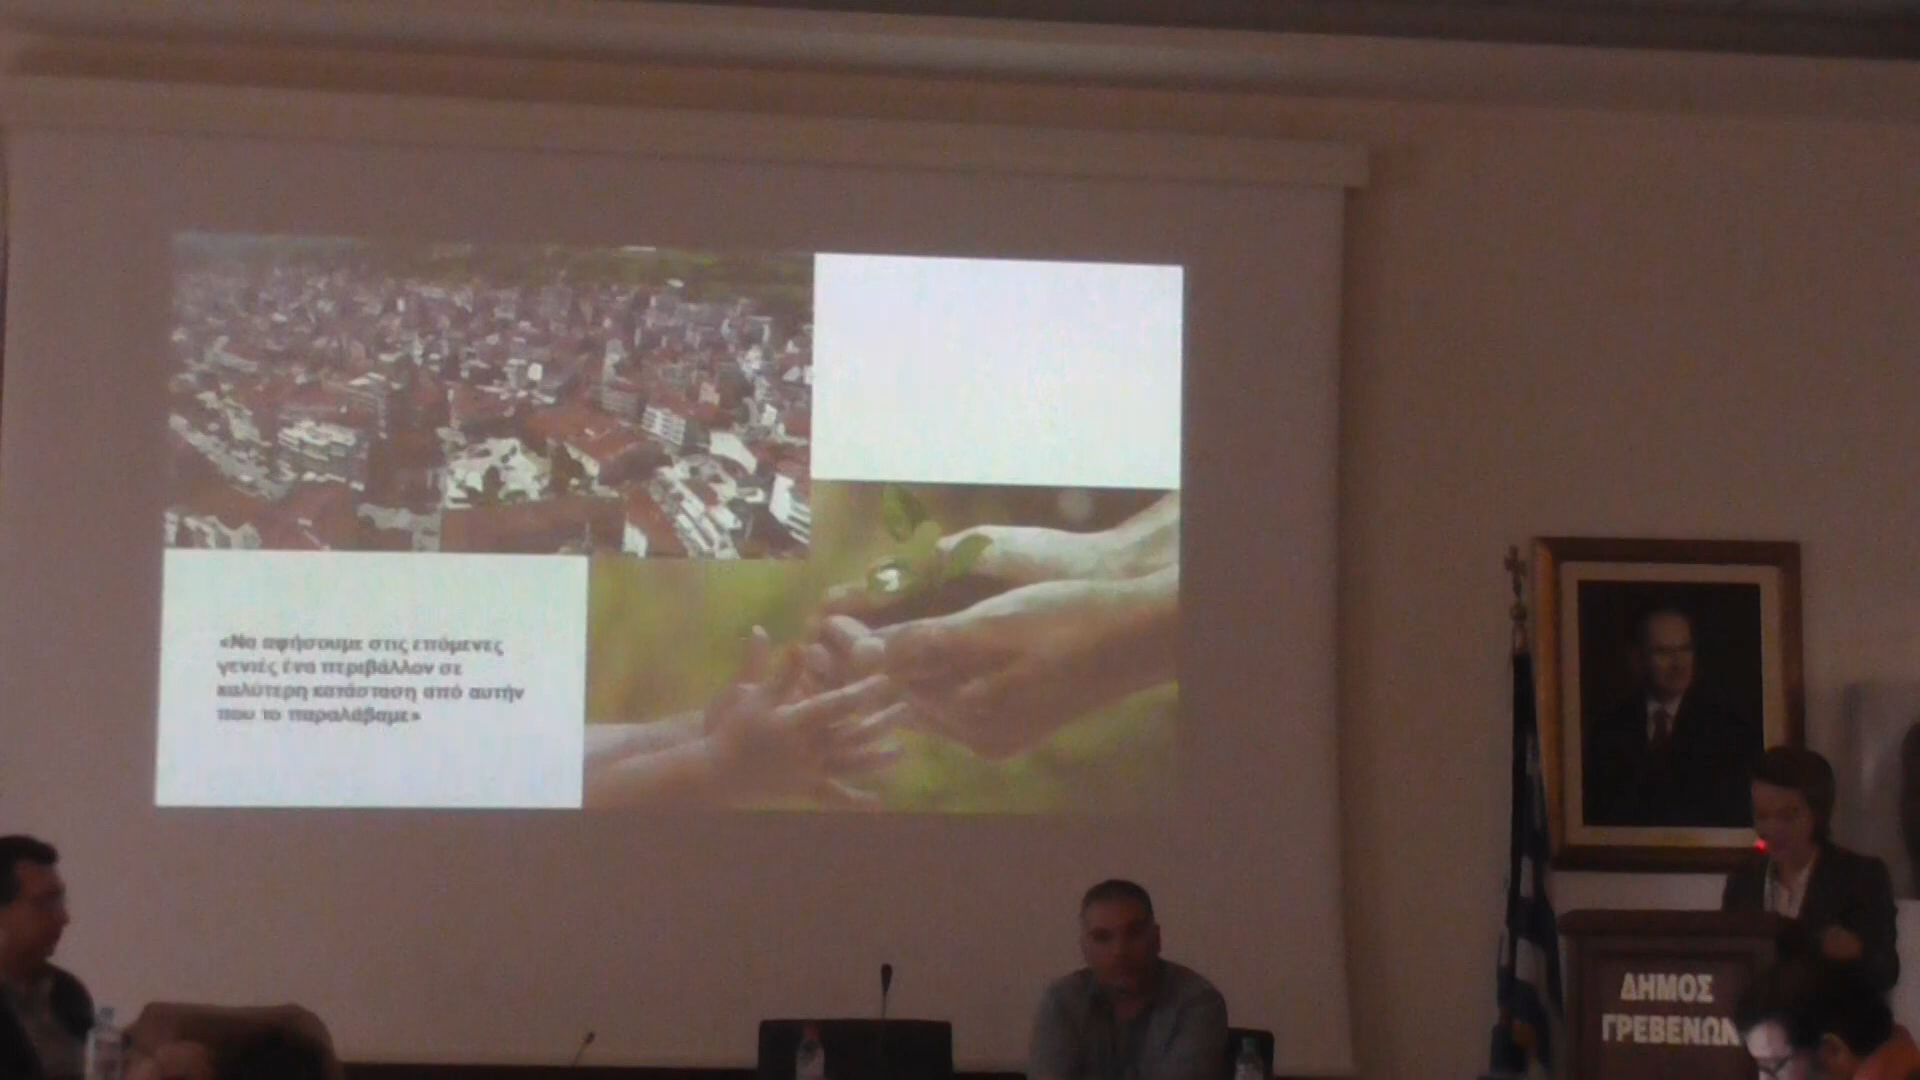 «Να αφήσουμε στις επόμενες
γενιές ένα περιβάλλον σε
καλύτερη κατάσταση από αυτήν
που το παραλάβαμε»
ΔΗΜΟΣ
ΓΡΕΒΕΝΩΝ